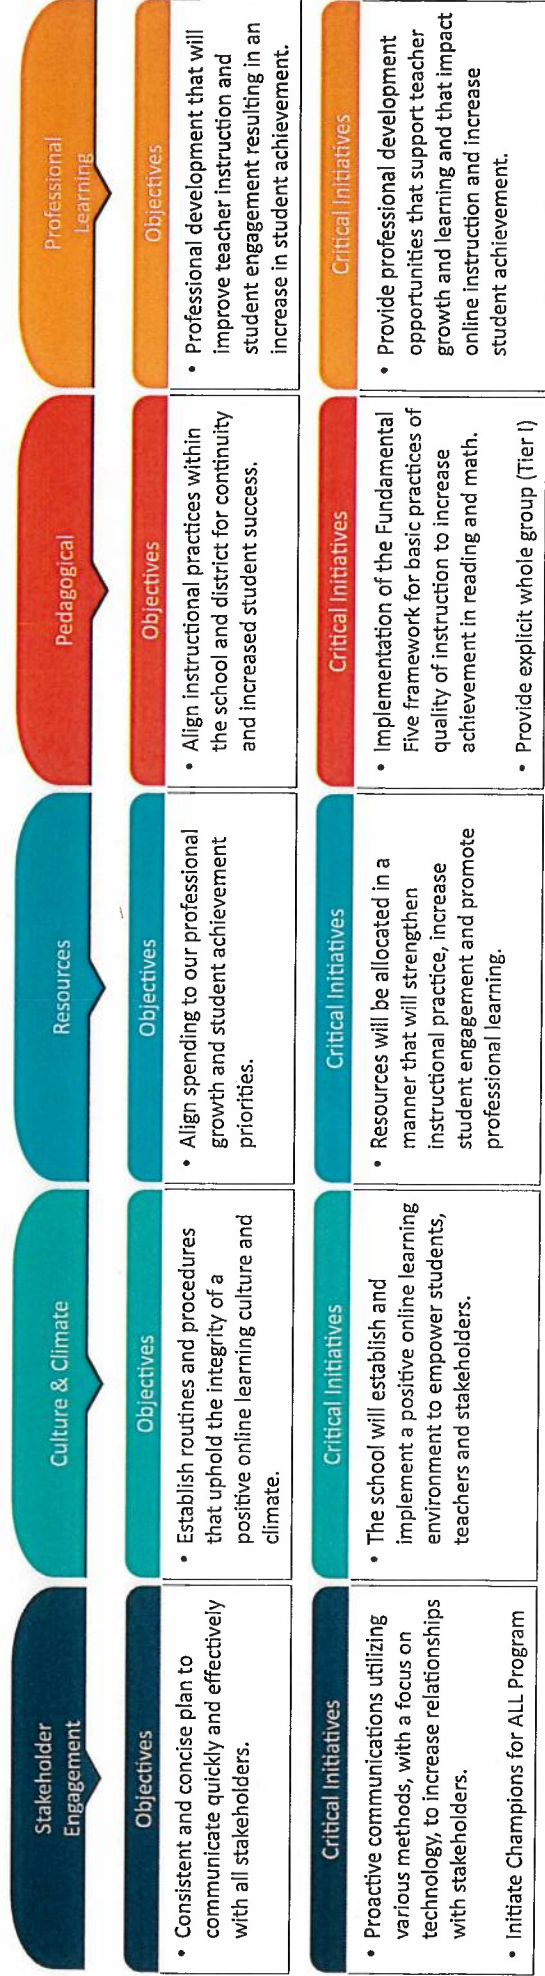 Stakeholder
Engagement
Objectives
• Consistent and concise plan to
communicate quickly and effectively
with all stakeholders.
Critical Initiatives
• Proactive communications utilizing
various methods, with a focus on
technology, to increase relationships
with stakeholders.
• Initiate Champions for ALL Program
Culture & Climate
Objectives
• Establish routines and procedures
that uphold the integrity of a
positive online learning culture and
climate.
Critical Initiatives
• The school will establish and
implement a positive online learning
environment to empower students,
teachers and stakeholders.
Resources
Objectives
• Align spending to our professional
growth and student achievement
priorities.
Critical Initiatives
• Resources will be allocated in a
manner that will strengthen
instructional practice, increase
student engagement and promote
professional learning.
Pedagogical
Objectives
• Align instructional practices within
the school and district for continuity
and increased student success.
Critical Initiatives
• Implementation of the Fundamental
Five framework for basic practices of
quality of instruction to increase
achievement in reading and math.
• Provide explicit whole group (Tier I)
Professional
Learning
Objectives
• Professional development that will
improve teacher instruction and
student engagement resulting in an
increase in student achievement.
Critical Initiatives
• Provide professional development
opportunities that support teacher
growth and learning and that impact
online instruction and increase
student achievement.